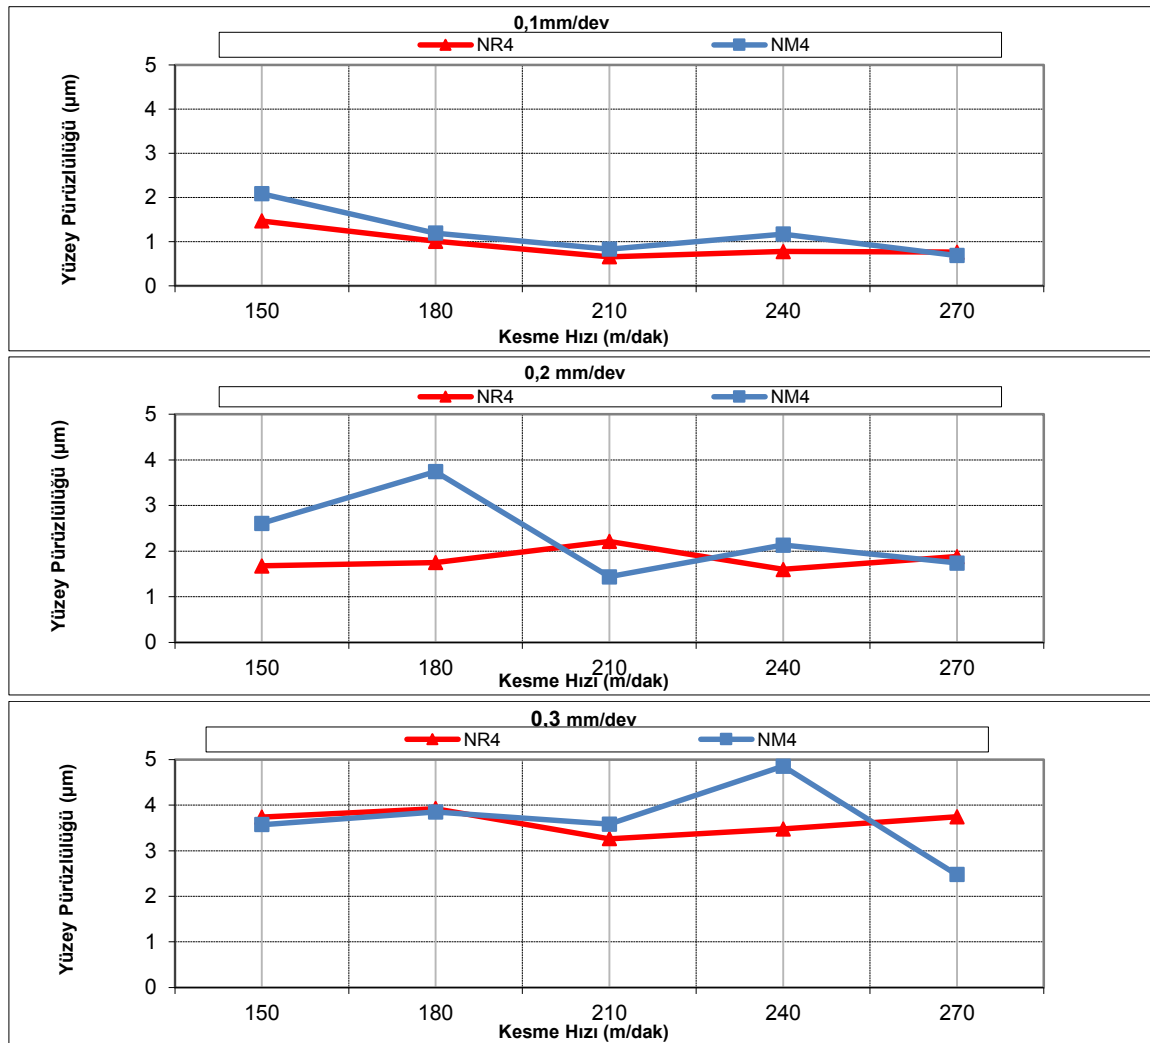 0,1mm/dev
NR4 NM4
Yüzey Pürüzlülüğü (µm)
5
4
3
2
1
0
150 180 210 240 270
Kesme Hızı (m/dak)
0,2 mm/dev
NR4 NM4
Yüzey Pürüzlülüğü (µm)
5
4
3
2
1
0
150 180 210 240 270
Kesme Hızı (m/dak)
0,3 mm/dev
NR4 NM4
Yüzey Pürüzlülüğü (µm)
5
4
3
2
1
0
150 180 210 240 270
Kesme Hızı (m/dak)